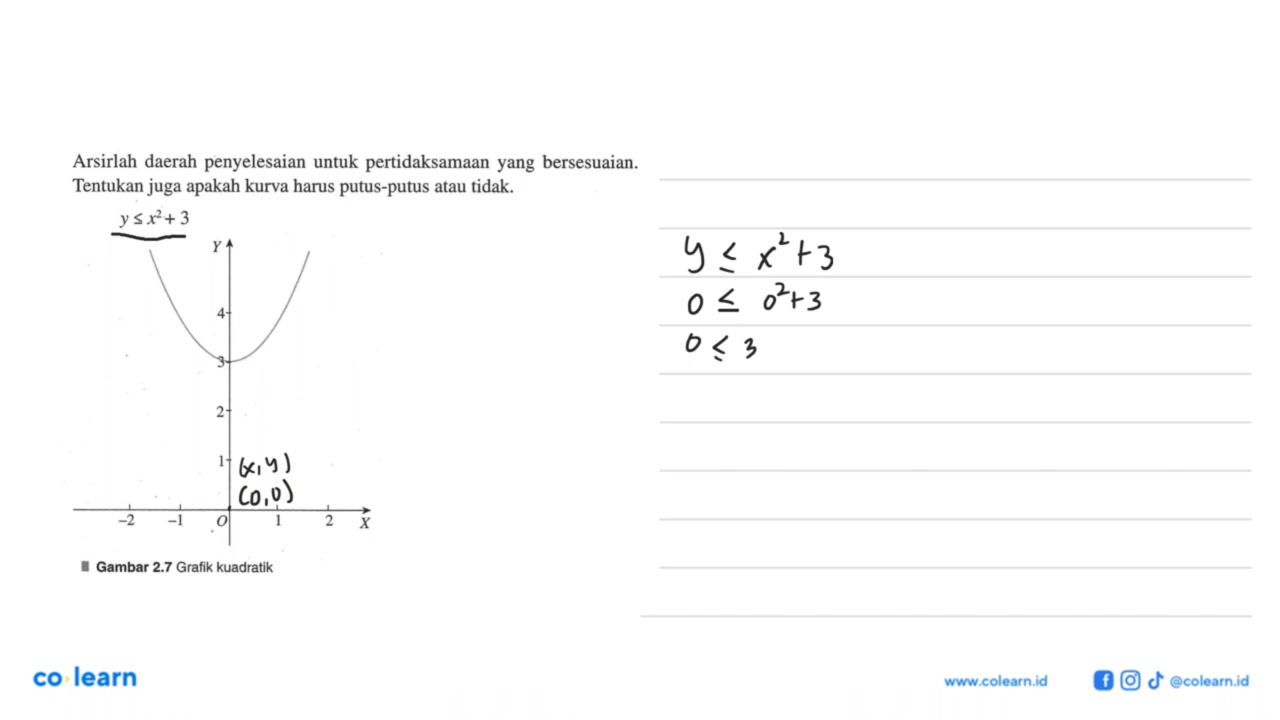 Arsirlah daerah penyelesaian untuk pertidaksamaan yang bersesuaian.
Tentukan juga apakah kurva harus putus-putus atau tidak.
y ≤ x² + 3
Y
4
3
2
1
(x,y)
(0,0)
-2 -1 O 1 2 X
Gambar 2.7 Grafik kuadratik
y ≤ x² + 3
0 ≤ 0² + 3
0 ≤ 3
co learn
www.colearn.id
@colearn.id